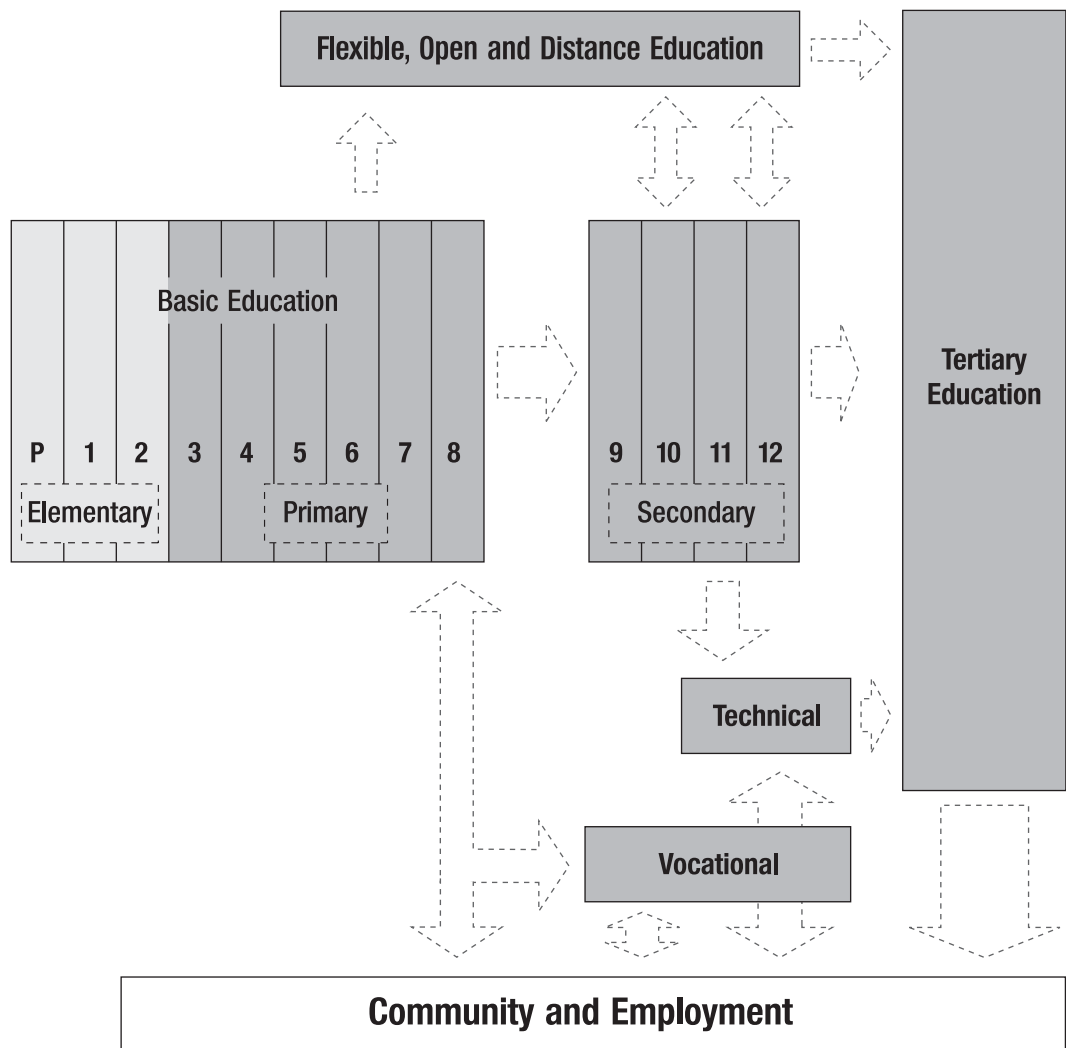 Flexible, Open and Distance Education
Basic Education
P 1 2 3 4 5 6 7 8
Elementary Primary
9 10 11 12
Secondary
Tertiary
Education
Technical
Vocational
Community and Employment